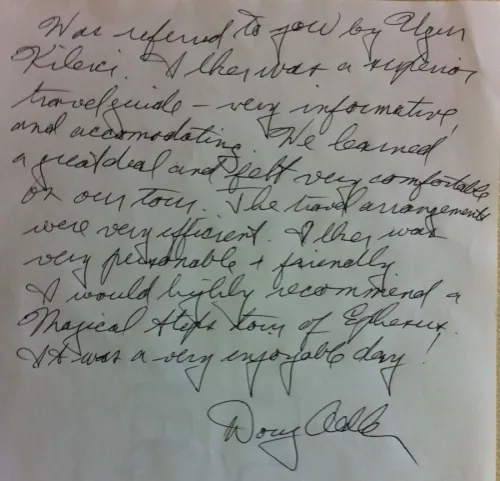 Was referred to you by Ugur
Kilerci. Ilker was a superior
travel guide – very informative,
and accomodating. We learned
a great deal and felt very comfortable
on our tour. The travel arrangements
were very efficient. Ilker was
very personable + friendly
I would highly recommend a
Magical Steps tour of Ephesus.
It was a very enjoyable day!
Doug